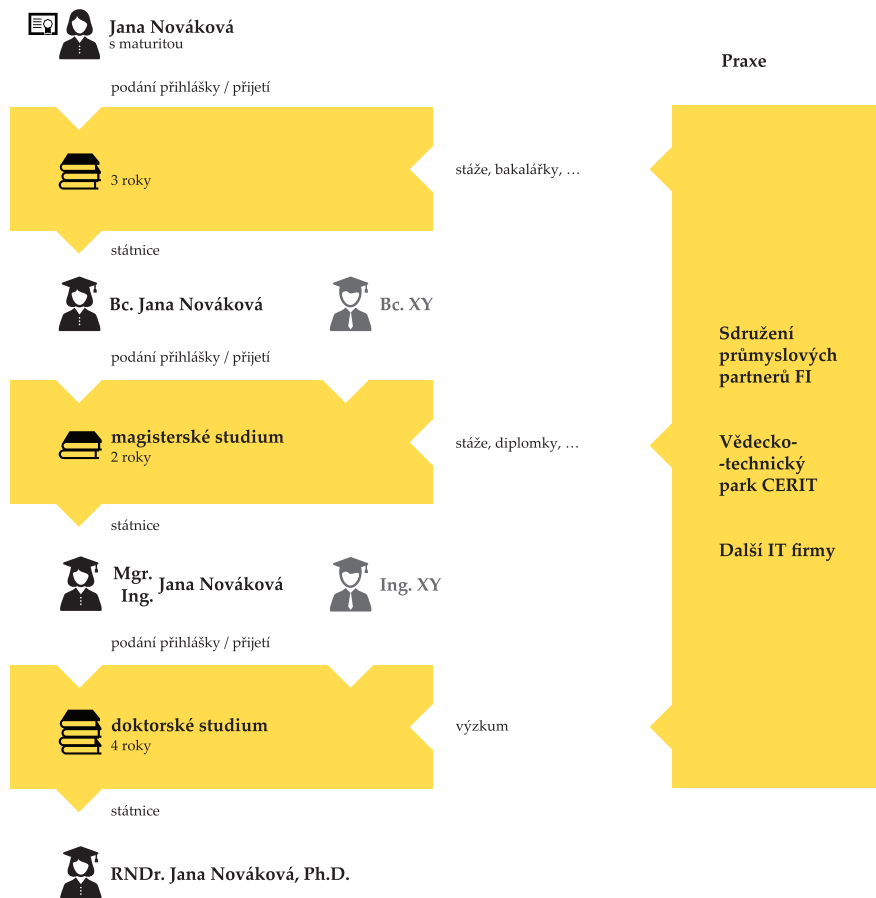 Jana Nováková
s maturitou
Praxe
podání přihlášky / přijetí
3 roky
stáže, bakalářky, …
státnice
Bc. Jana Nováková
Bc. XY
podání přihlášky / přijetí
magisterské studium
2 roky
stáže, diplomky, …
státnice
Mgr.
Ing.
Jana Nováková
Ing. XY
podání přihlášky / přijetí
doktorské studium
4 roky
výzkum
státnice
RNDr. Jana Nováková, Ph.D.
Sdružení
průmyslových
partnerů FI
Vědecko-
-technický
park CERIT
Další IT firmy